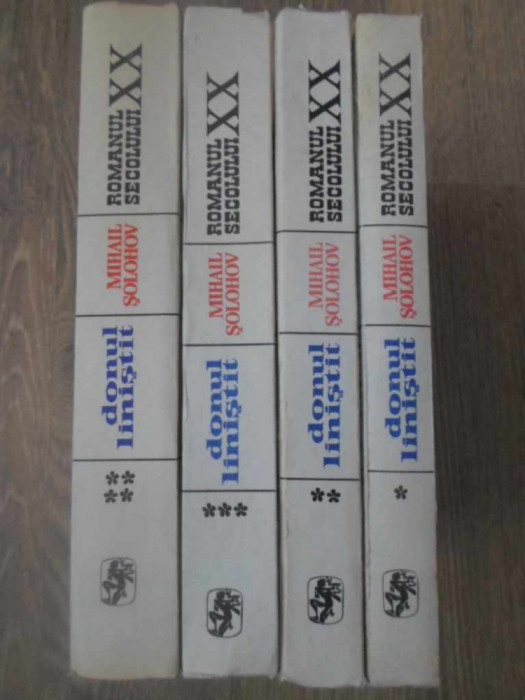 ROMANUL
SECOLULUI XX
MIHAIL
ŞOLOHOV
donul
liniştit
****
ROMANUL
SECOLULUI XX
MIHAIL
ŞOLOHOV
donul
liniştit
***
ROMANUL
SECOLULUI XX
MIHAIL
ŞOLOHOV
donul
liniştit
**
ROMANUL
SECOLULUI XX
MIHAIL
ŞOLOHOV
donul
liniştit
*